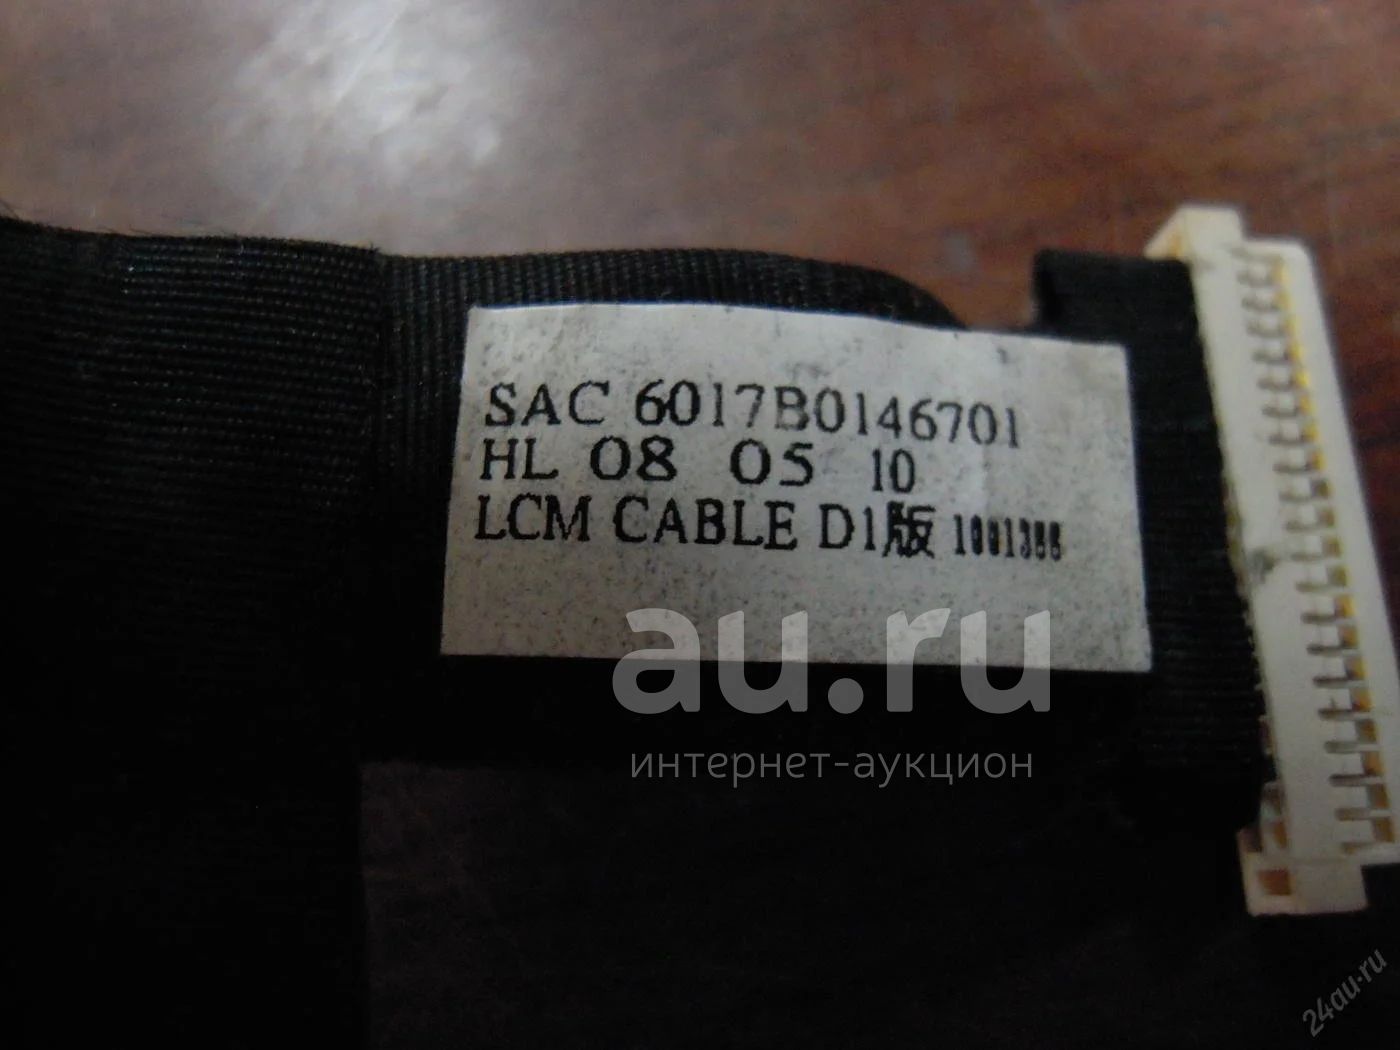 SAC 6017B0146701
HL 08 05 10
LCM CABLE D1版
au.ru
интернет-аукцион
24au.ru